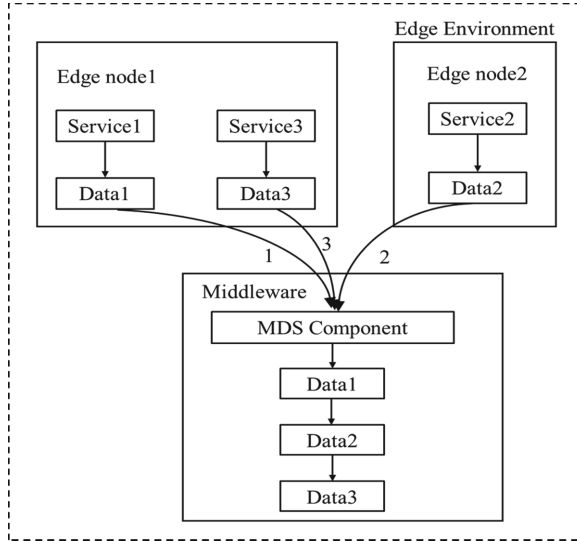 Edge Environment
Edge node1
Edge node2
Service1
Service3
Service2
Data1
Data3
Data2
1
3
2
Middleware
MDS Component
Data1
Data2
Data3